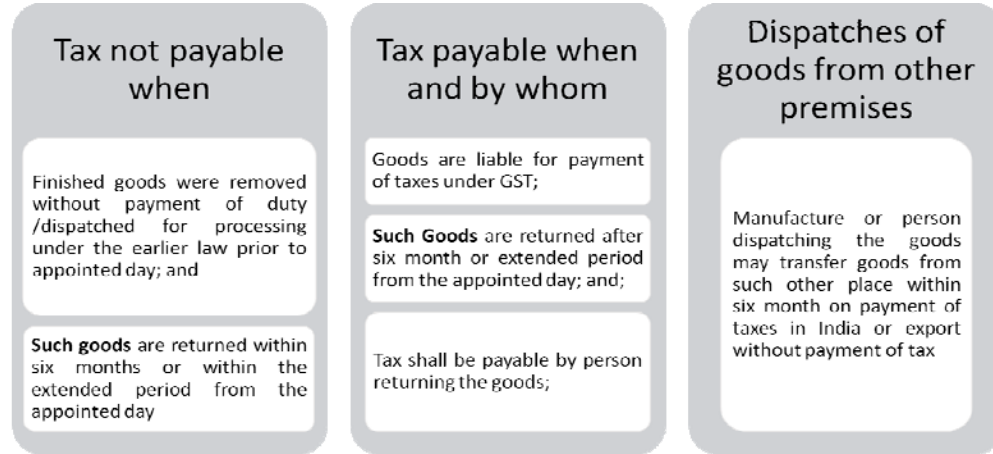 Tax not payable
when
Finished goods were removed
without payment of duty
/dispatched for processing
under the earlier law prior to
appointed day; and
Such goods are returned within
six months or within the
extended period from the
appointed day
Tax payable when
and by whom
Goods are liable for payment
of taxes under GST;
Such Goods are returned after
six month or extended period
from the appointed day; and;
Tax shall be payable by person
returning the goods;
Dispatches of
goods from other
premises
Manufacture or person
dispatching the goods
may transfer goods from
such other place within
six month on payment of
taxes in India or export
without payment of tax